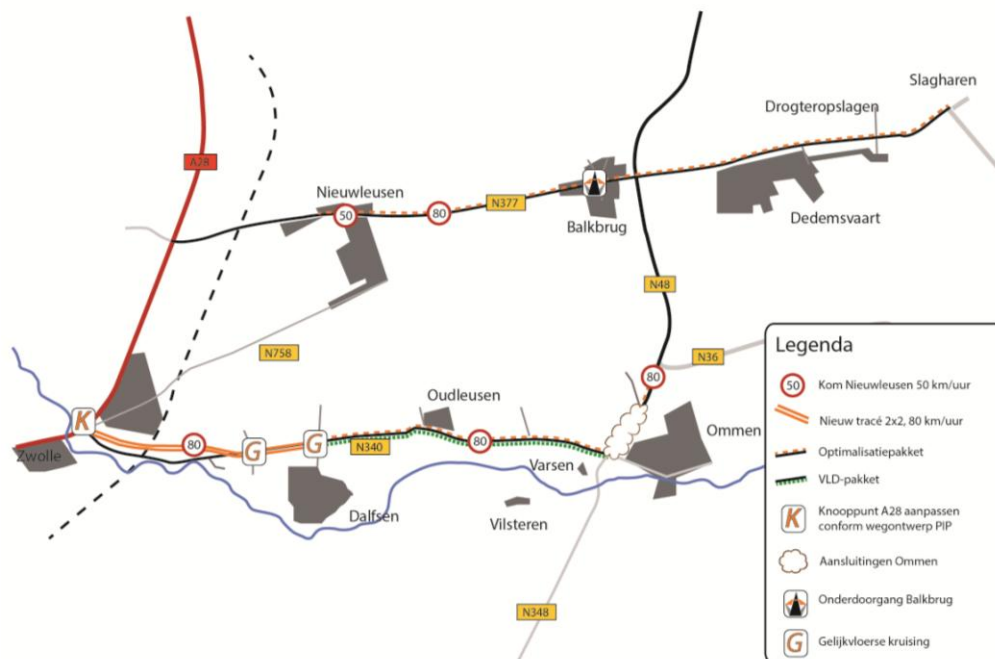 Slagharen
Drogteropslagen
A28
Nieuwleusen
50
80
N377
Balkbrug
Dedemsvaart
N48
N758
N36
80
K
Zwolle
80
G
G
N340
Oudleusen
80
Ommen
Varsen
Dalfsen
Vilsteren
N348
Legenda
50 Kom Nieuwleusen 50 km/uur
Nieuw tracé 2x2, 80 km/uur
Optimalisatiepakket
VLD-pakket
K Knooppunt A28 aanpassen
conform wegontwerp PIP
Aansluitingen Ommen
Onderdoorgang Balkbrug
G Gelijkvloerse kruising